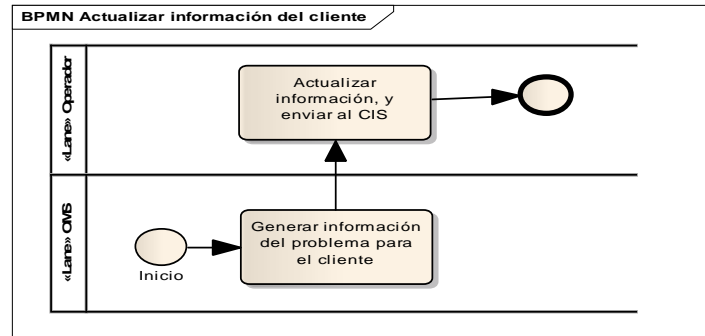 BPMN Actualizar información del cliente
«Lane» Operador
Actualizar
información, y
enviar al CIS
«Lane» OMS
Generar información
del problema para
el cliente
Inicio